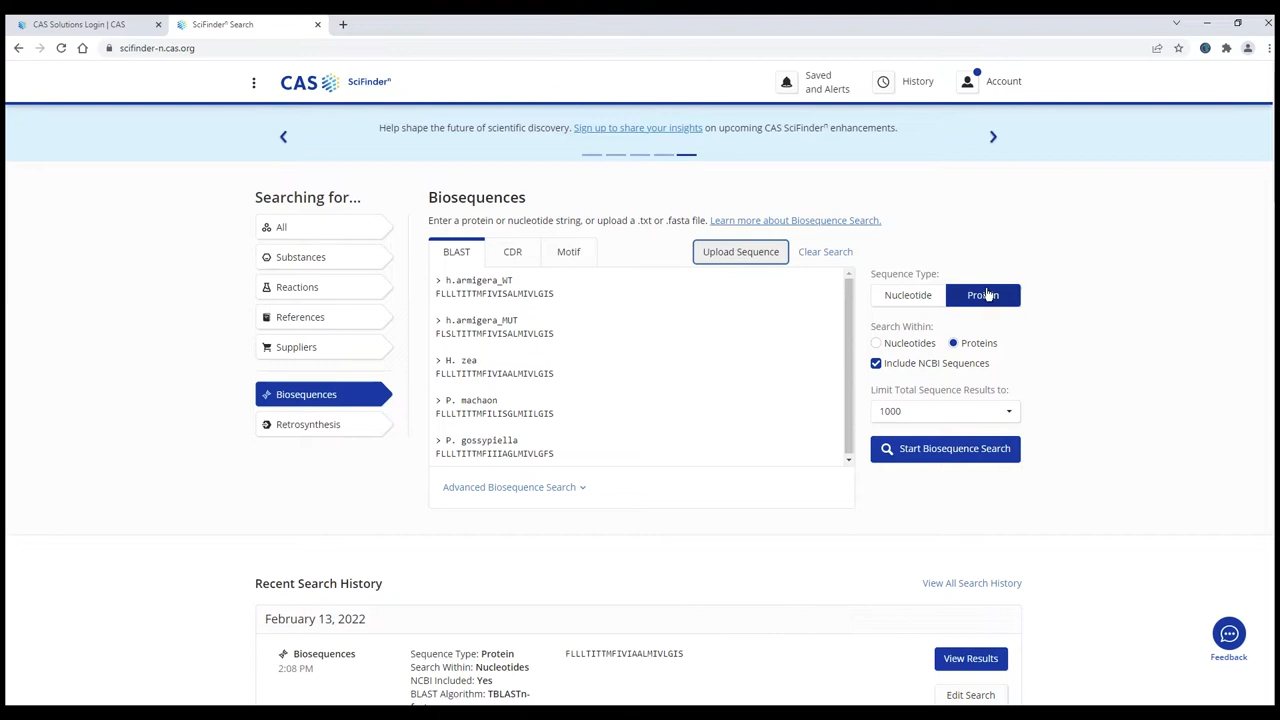 CAS Solutions Login | CAS
SciFinderⁿ Search
scifinder-n.cas.org
CAS SciFinderⁿ
Saved and Alerts
History
Account
Help shape the future of scientific discovery. Sign up to share your insights on upcoming CAS SciFinderⁿ enhancements.
Searching for...
All
Substances
Reactions
References
Suppliers
Biosequences
Retrosynthesis
Biosequences
Enter a protein or nucleotide string, or upload a .txt or .fasta file. Learn more about Biosequence Search.
BLAST
CDR
Motif
Upload Sequence
Clear Search
> h.armigera_WT
FLLLTITTMFIVISALMIVLGIS
> h.armigera_MUT
FLSLTITTMFIVISALMIVLGIS
> H. zea
FLLLTITTMFIVIAALMIVLGIS
> P. machaon
FLLLTITTMFILISGLMIILGIS
> P. gossypiella
FLLLTITTMFIIIAGLMIVLGFS
Advanced Biosequence Search
Sequence Type:
Nucleotide
Protein
Search Within:
Nucleotides
Proteins
Include NCBI Sequences
Limit Total Sequence Results to:
1000
Start Biosequence Search
Recent Search History
View All Search History
February 13, 2022
Biosequences
2:08 PM
Sequence Type: Protein
Search Within: Nucleotides
NCBI Included: Yes
BLAST Algorithm: TBLASTn-
FLLLTITTMFIVIAALMIVLGIS
View Results
Edit Search
Feedback